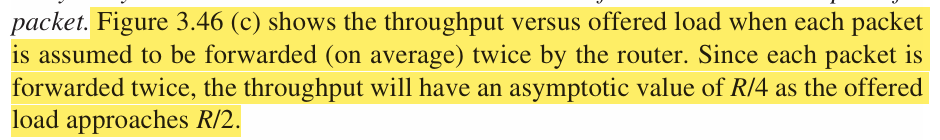 packet. Figure 3.46 (c) shows the throughput versus offered load when each packet
is assumed to be forwarded (on average) twice by the router. Since each packet is
forwarded twice, the throughput will have an asymptotic value of R/4 as the offered
load approaches R/2.